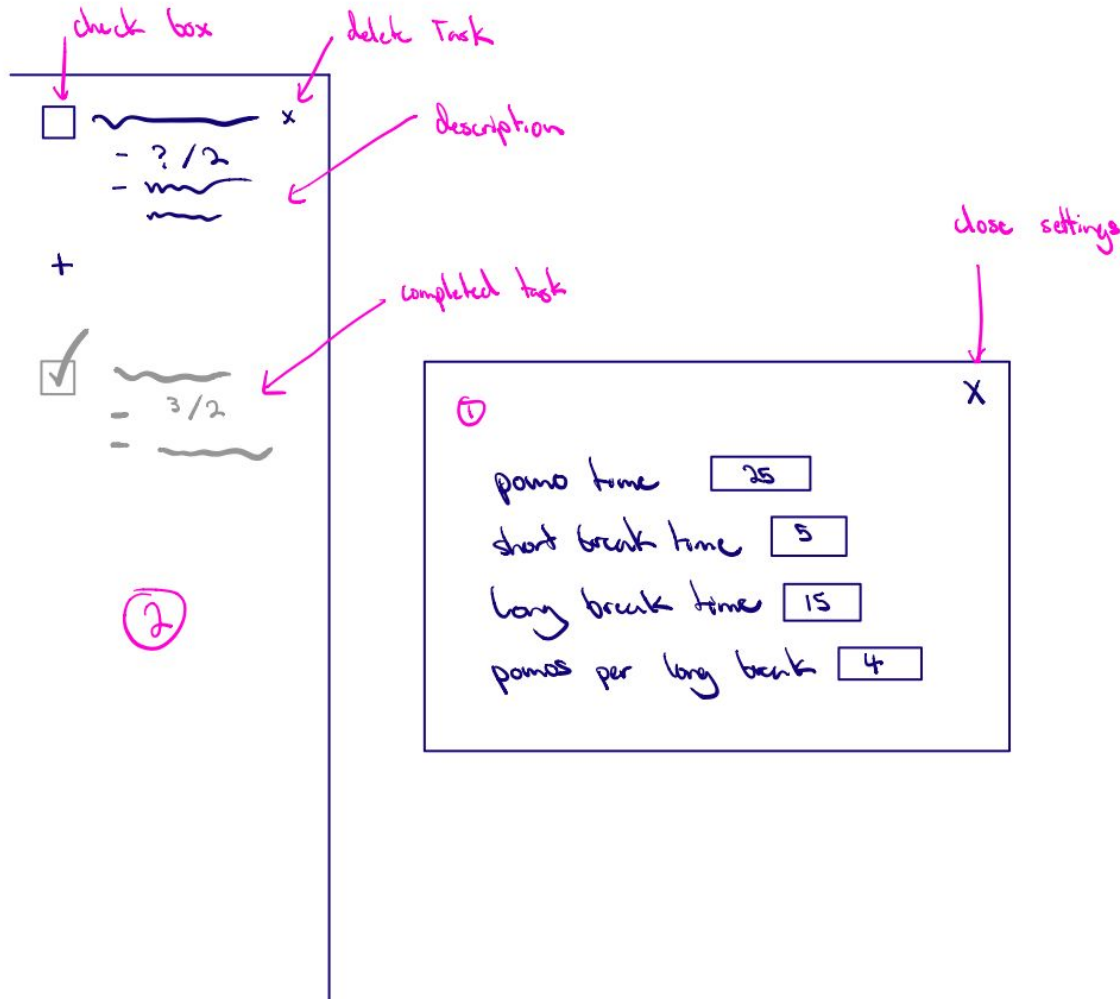 check box
delete Task
x
description
- ? / 2
-
+
completed task
3/2
close settings
①
X
pomo time 25
short break time 5
long break time 15
pomos per long break 4
②